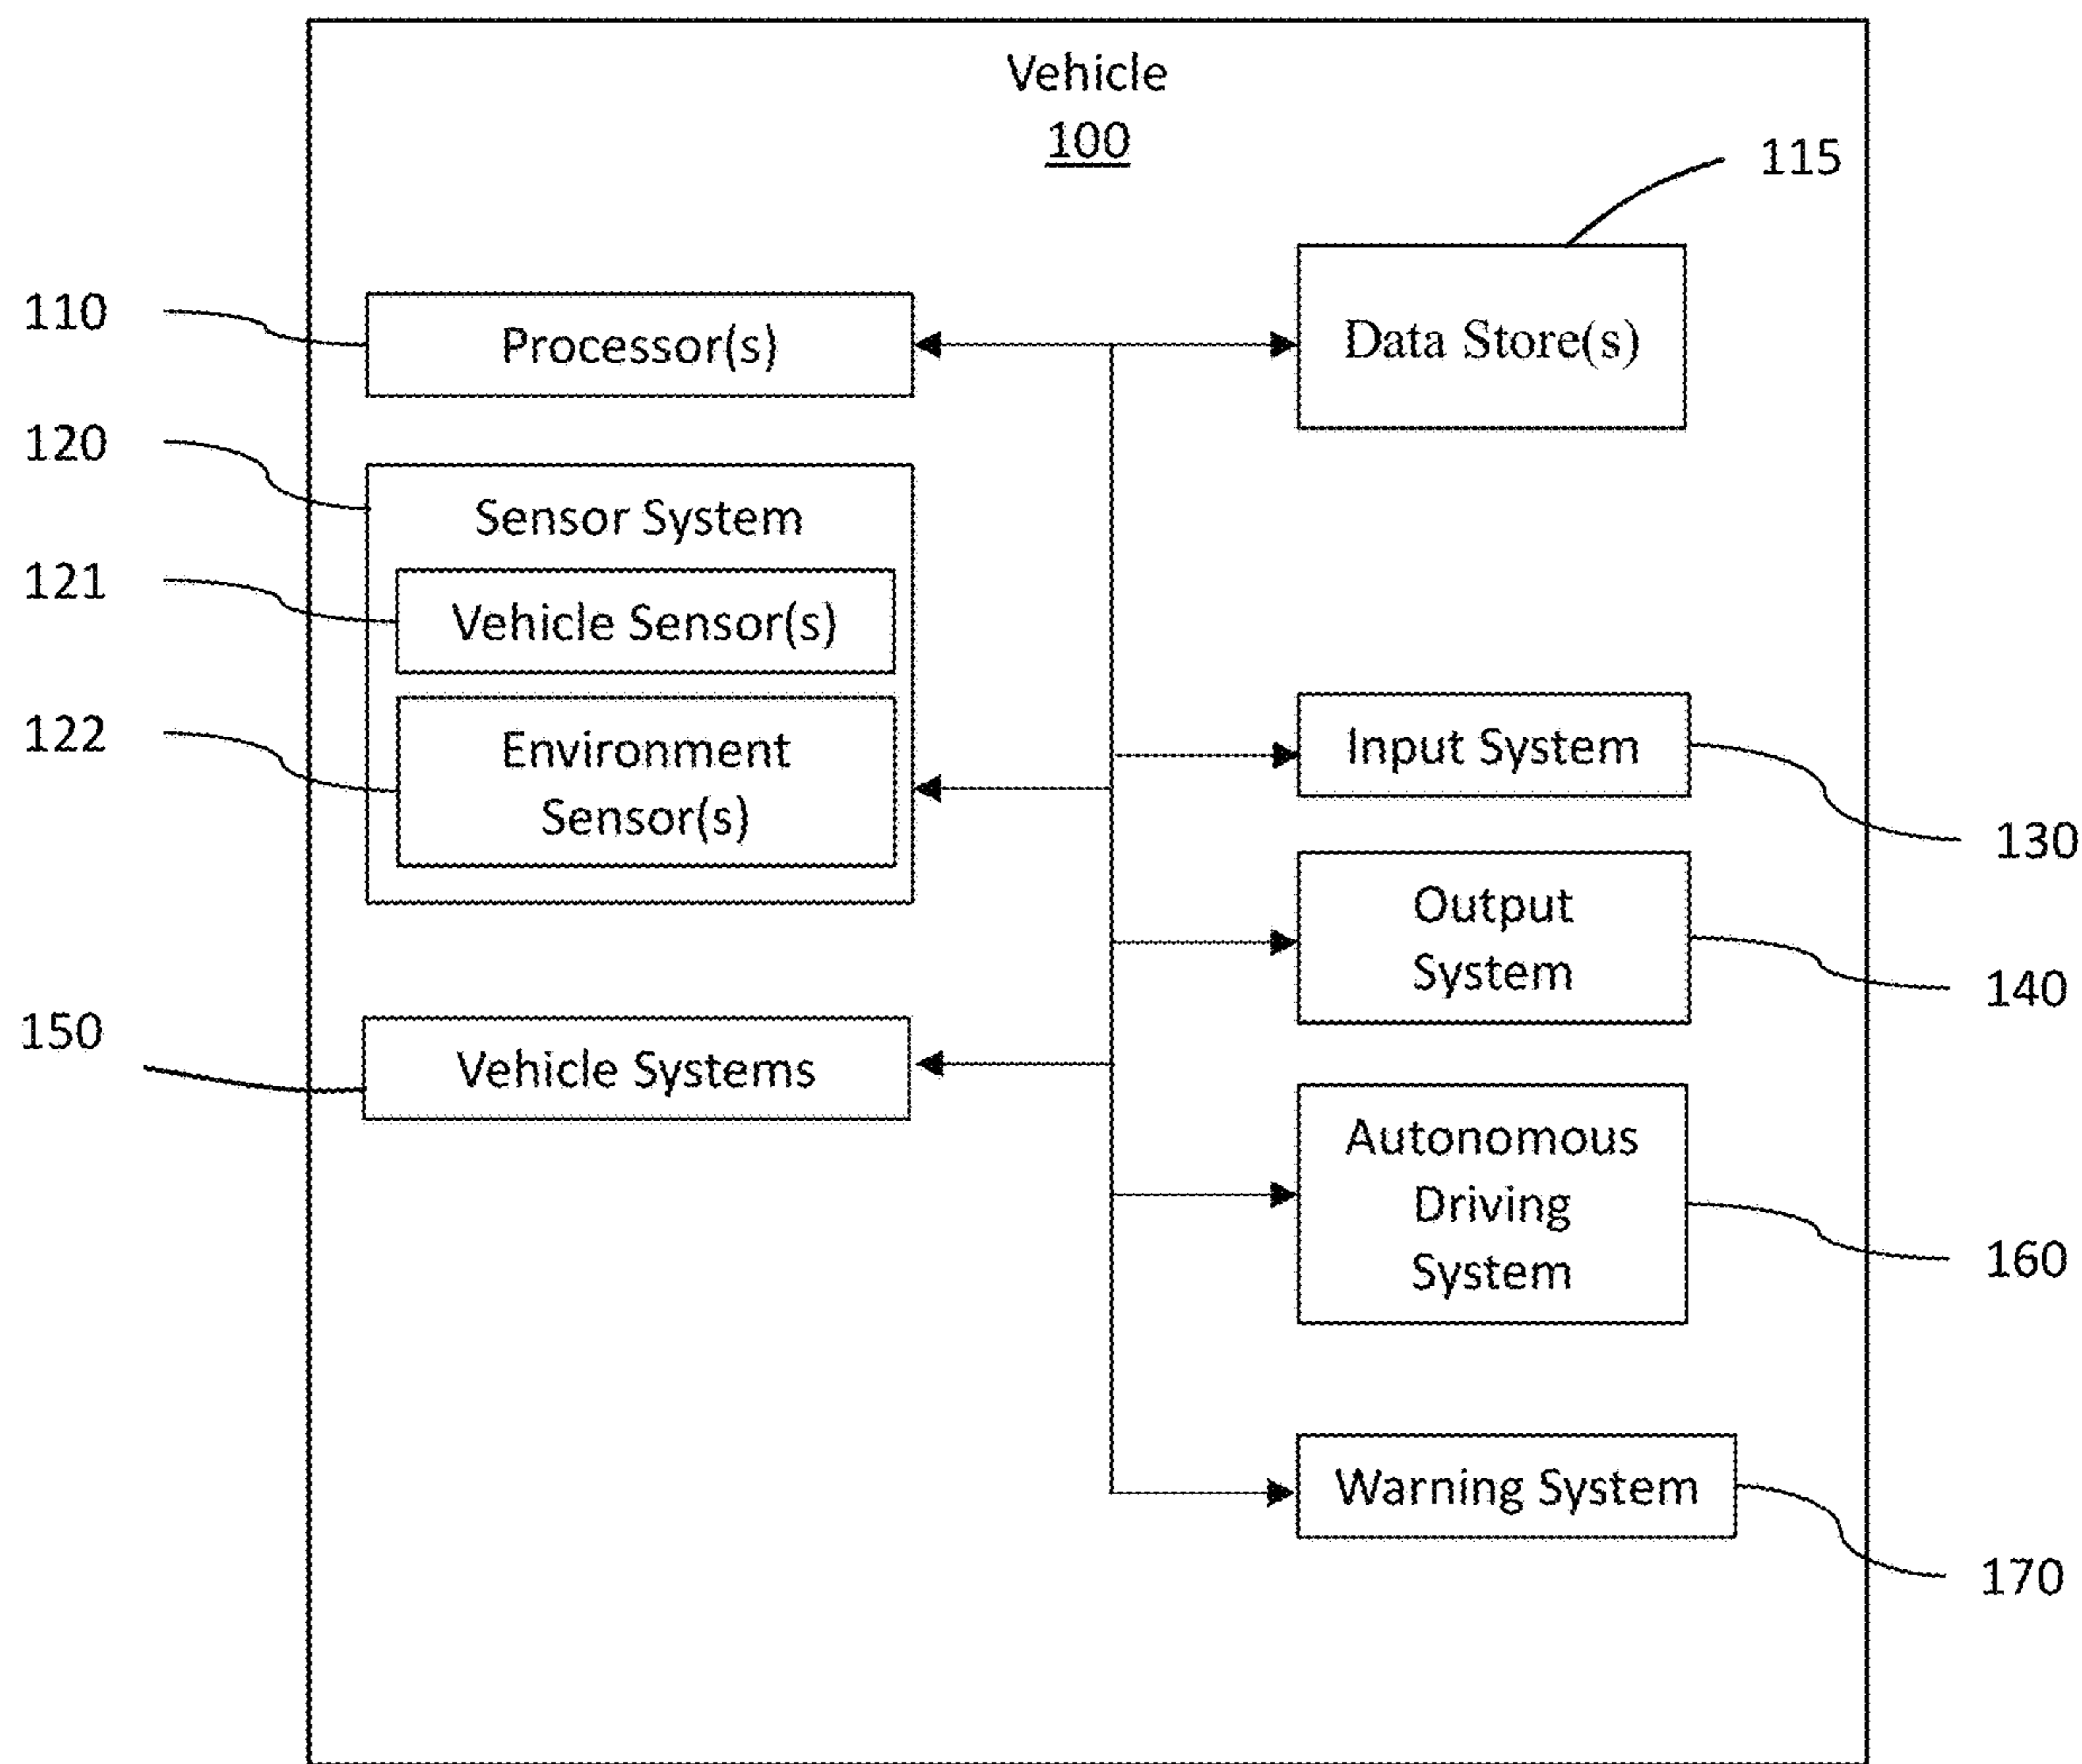 Vehicle
100
115
110
Processor(s)
Data Store(s)
120
Sensor System
121
Vehicle Sensor(s)
122
Environment
Sensor(s)
Input System
130
Output
System
140
150
Vehicle Systems
Autonomous
Driving
System
160
Warning System
170